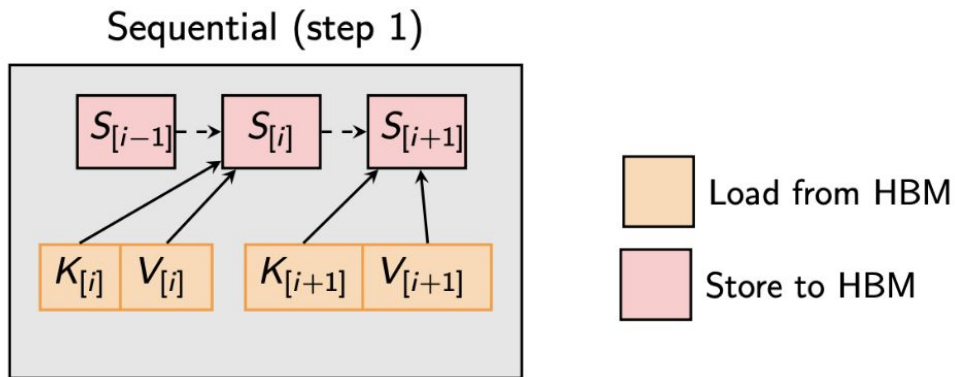 Sequential (step 1)
S[i−1] S[i] S[i+1]
K[i] V[i] K[i+1] V[i+1]
Load from HBM
Store to HBM